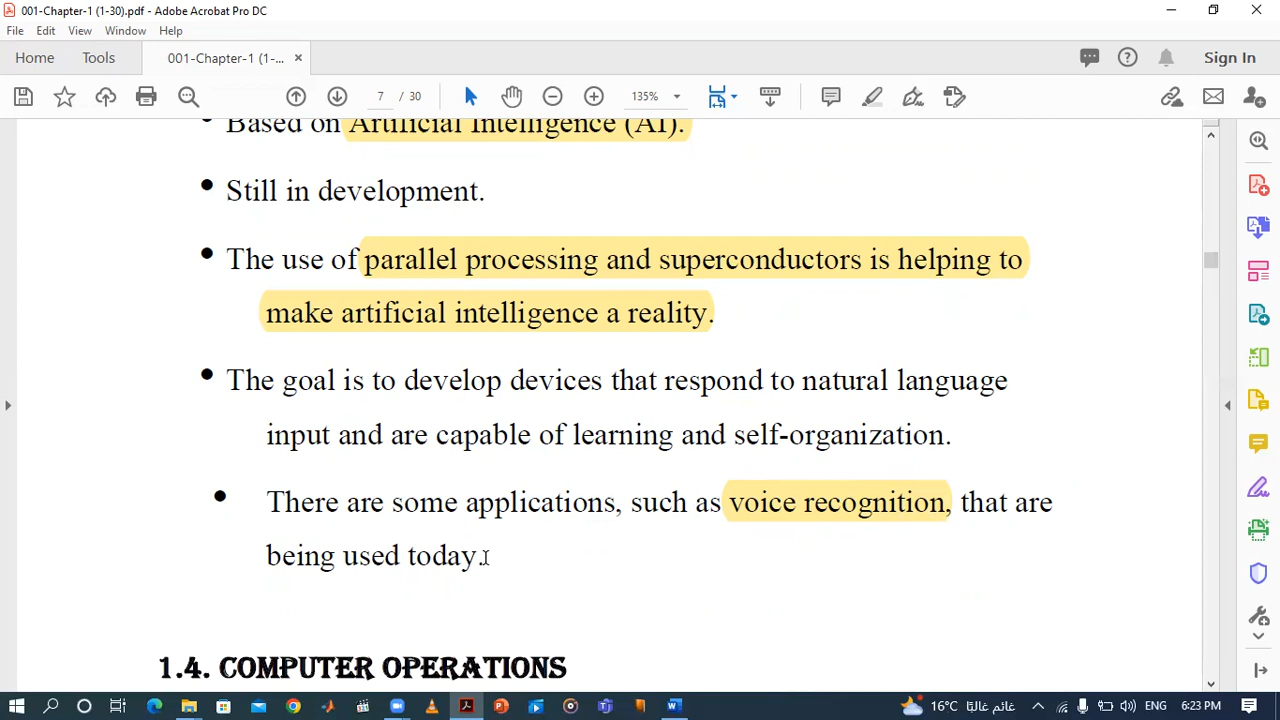 001-Chapter-1 (1-30).pdf - Adobe Acrobat Pro DC
File Edit View Window Help
Home Tools 001-Chapter-1 (1-... × Sign In
7 / 30 135%
• Based on Artificial Intelligence (AI).
• Still in development.
• The use of parallel processing and superconductors is helping to
make artificial intelligence a reality.
• The goal is to develop devices that respond to natural language
input and are capable of learning and self-organization.
• There are some applications, such as voice recognition, that are
being used today.
1.4. COMPUTER OPERATIONS
16°C غائم غالبًا ENG 6:23 PM